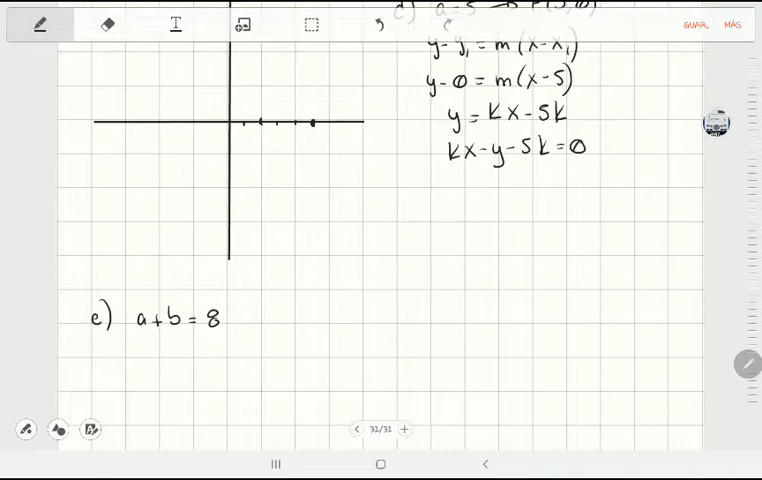 GUAR. MÁS
y-y₁ = m(x-x₁)
y-0 = m(x-5)
y = kx-5k
kx-y-5k=0
e) a+b=8
31/31